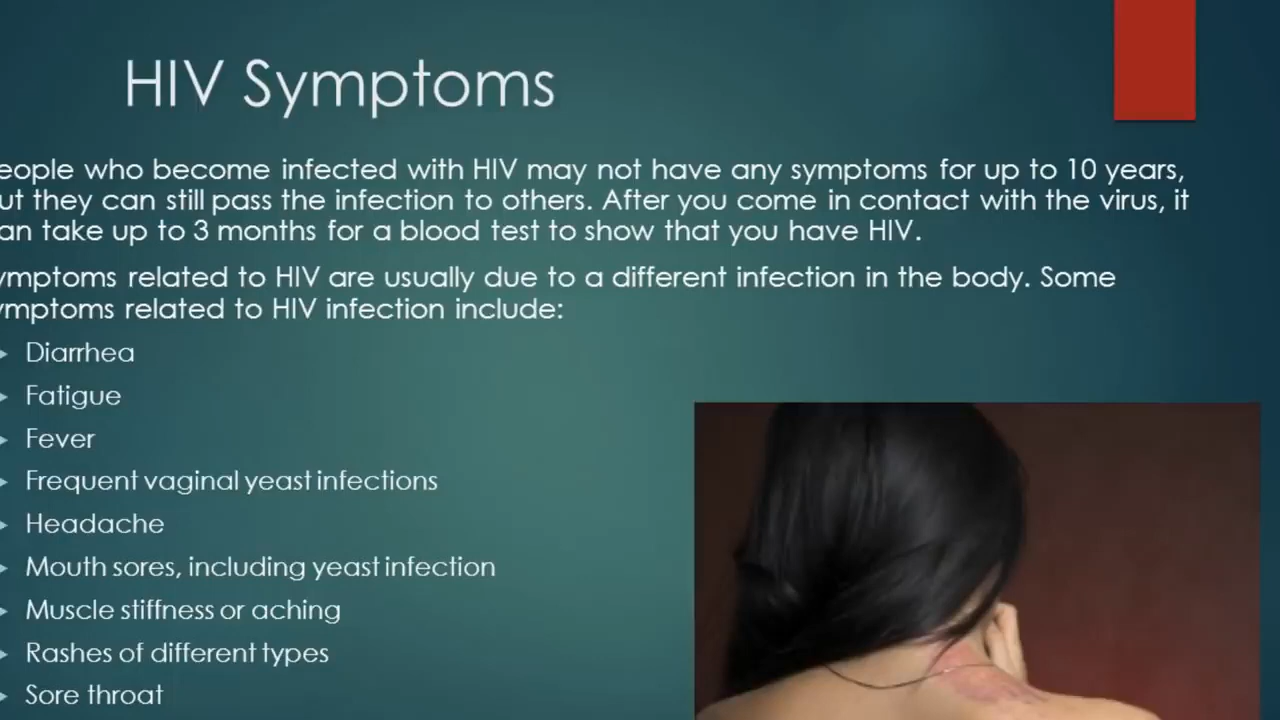 HIV Symptoms
eople who become infected with HIV may not have any symptoms for up to 10 years,
ut they can still pass the infection to others. After you come in contact with the virus, it
an take up to 3 months for a blood test to show that you have HIV.
ymptoms related to HIV are usually due to a different infection in the body. Some
ymptoms related to HIV infection include:
Diarrhea
Fatigue
Fever
Frequent vaginal yeast infections
Headache
Mouth sores, including yeast infection
Muscle stiffness or aching
Rashes of different types
Sore throat